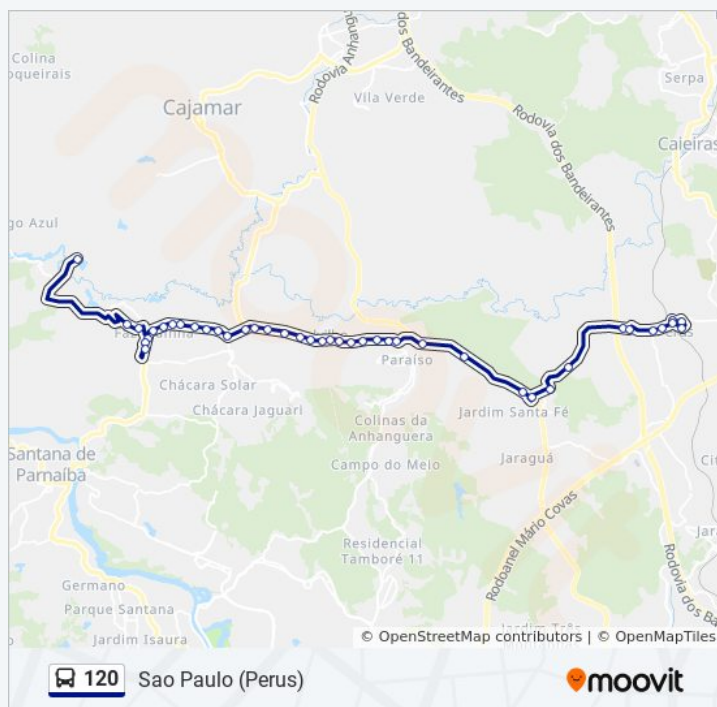 Colina
oqueirais
Cajamar
Rodovia Anhang
Vila Verde
Bandeirantes
Rodovia dos Bandeirantes
Serpa
Caieiras
go Azul
Paraíso
Chácara Solar
Chácara Jaguari
Colinas da
Anhanguera
Campo do Meio
Jardim Santa Fé
Jaraguá
Rodoanel Mário Covas
Santana de
Parnaíba
Residencial
Tamboré 11
Germano
Parque Santana
Jardim Isaura
Rodovia dos Ba
© OpenStreetMap contributors | © OpenMapTiles
120 Sao Paulo (Perus)
moovit